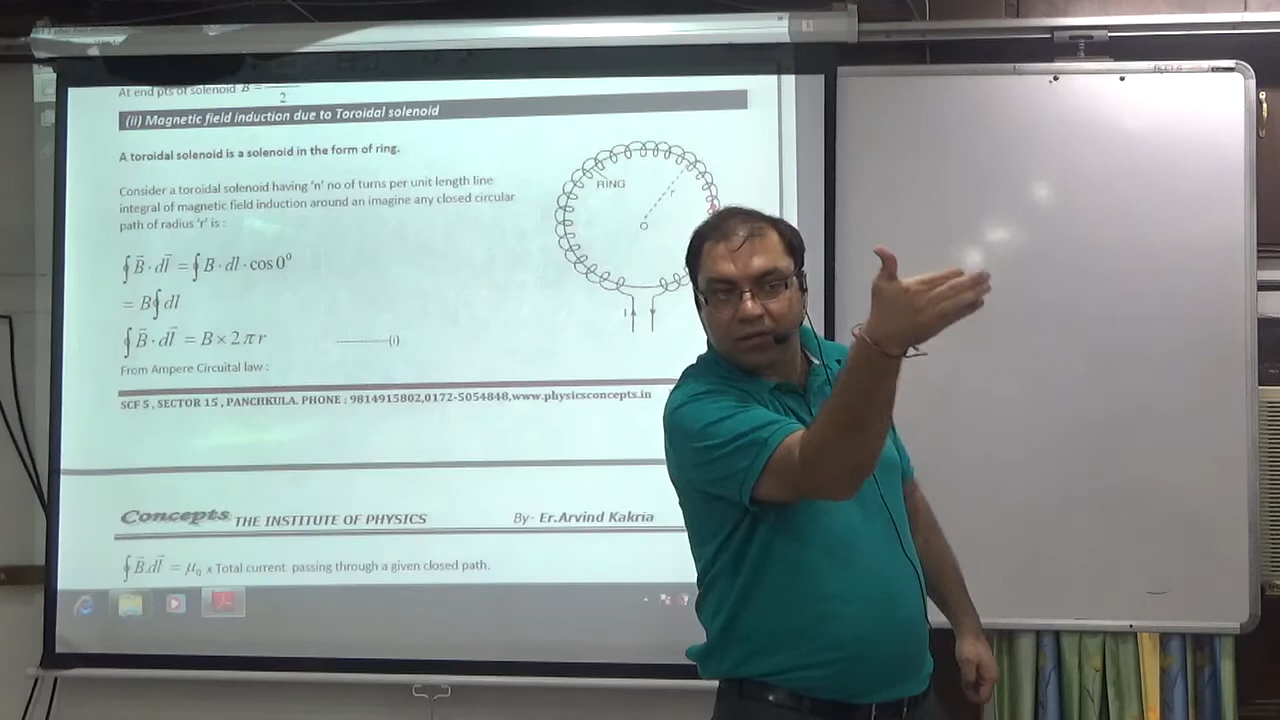 At end pts of solenoid B =
2
(ii) Magnetic field induction due to Toroidal solenoid
A toroidal solenoid is a solenoid in the form of ring.
Consider a toroidal solenoid having 'n' no of turns per unit length line
integral of magnetic field induction around an imagine any closed circular
path of radius 'r' is :
RING
r
O
∮ B⃗ · dl⃗ = ∮ B · dl · cos 0⁰
= B∮ dl
∮ B⃗ · dl⃗ = B × 2 π r ————(i)
I
From Ampere Circuital law :
SCF 5 , SECTOR 15 , PANCHKULA. PHONE : 9814915802,0172-5054848,www.physicsconcepts.in
Concepts THE INSTITUTE OF PHYSICS By- Er.Arvind Kakria
∮ B⃗.dl⃗ = μ₀ x Total current passing through a given closed path.